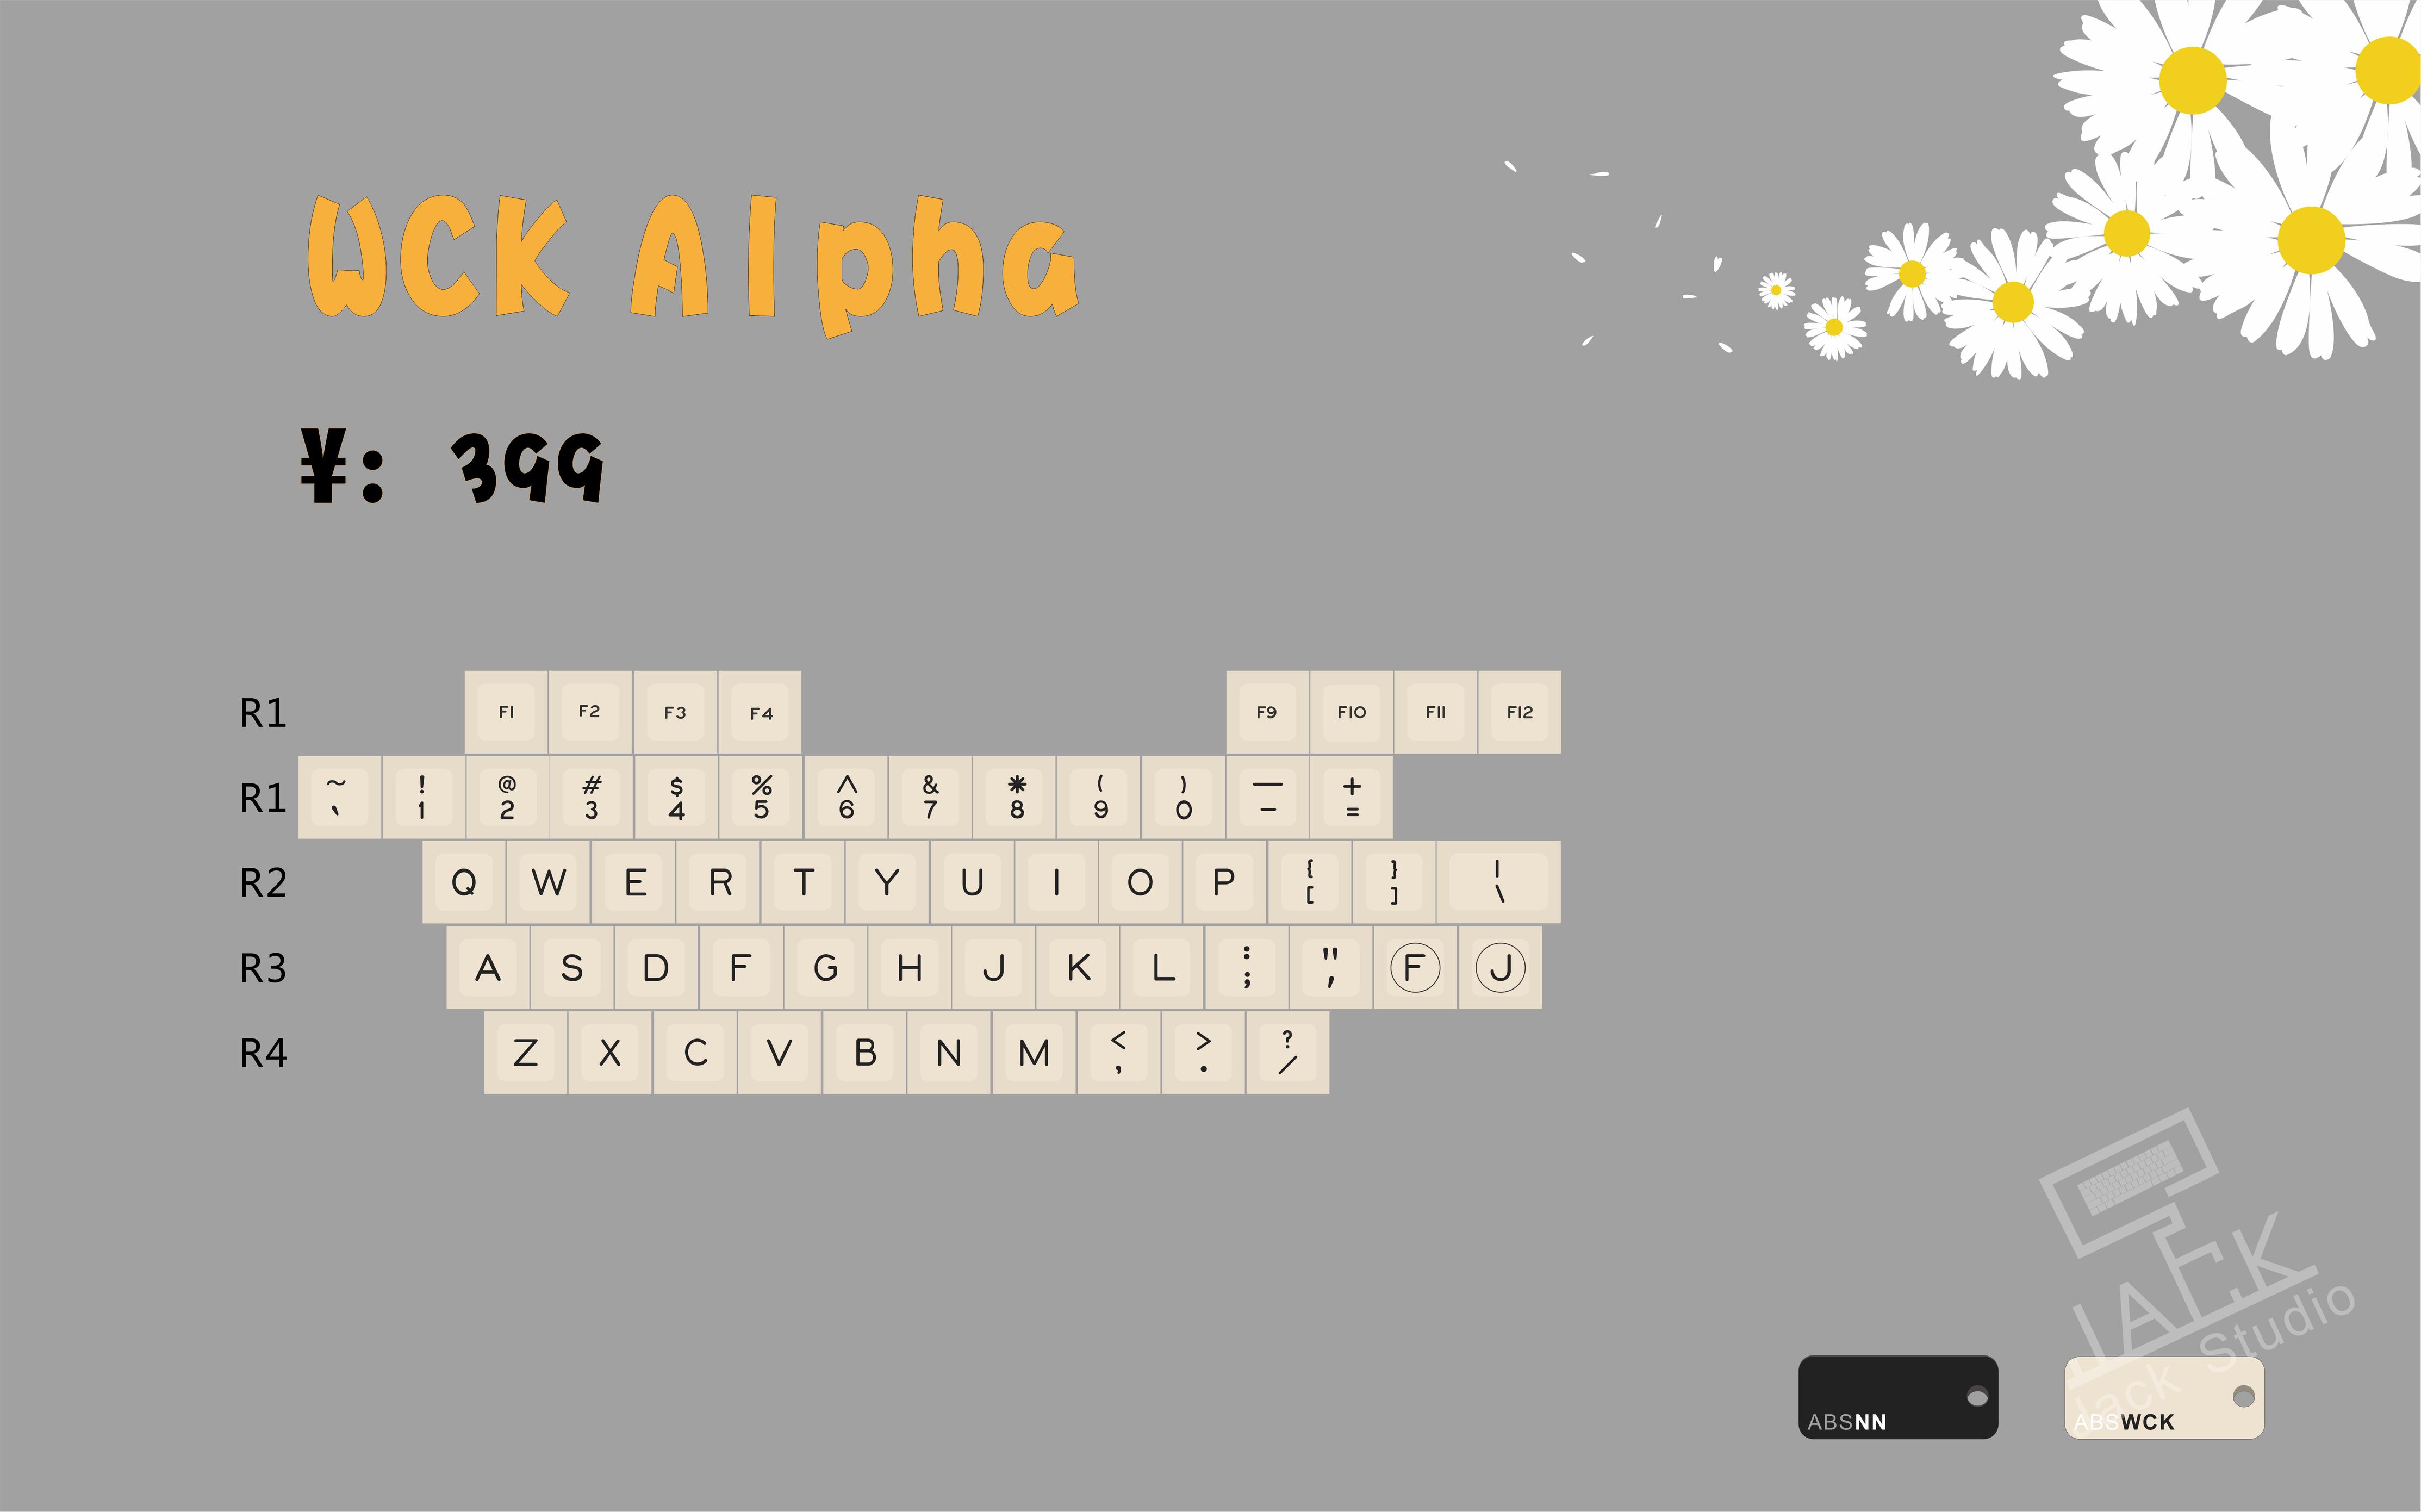 WCK Alpha
¥: 399
R1 F1 F2 F3 F4 F9 F10 F11 F12
~ ! @ # $ % ^ & * ( ) — +
R1 ` 1 2 3 4 5 6 7 8 9 0 - =
{ } |
R2 Q W E R T Y U I O P [ ] \
R3 A S D F G H J K L : ; " , F J
< > ?
R4 Z X C V B N M , . /
JACK
Jack Studio
ABSNN
ABSWCK